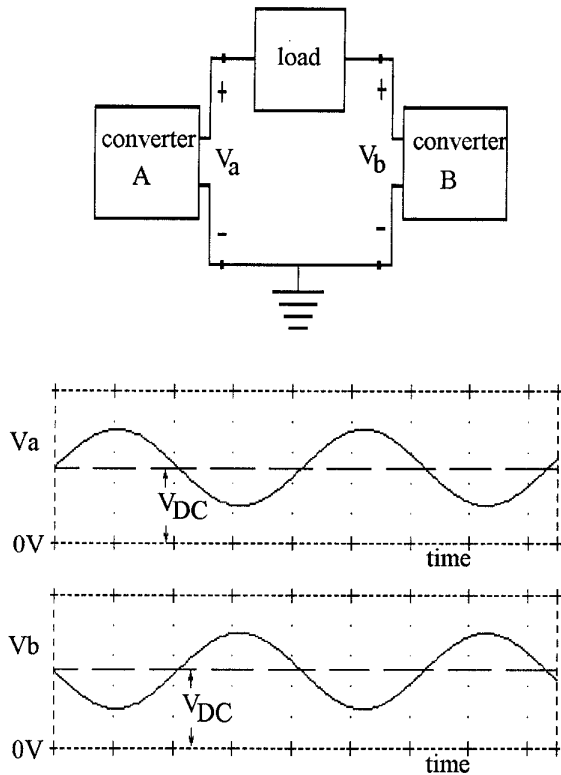 load
+ +
converter
A
Va
Vb
converter
B
- -
Va
VDC
0V
time
Vb
VDC
0V
time